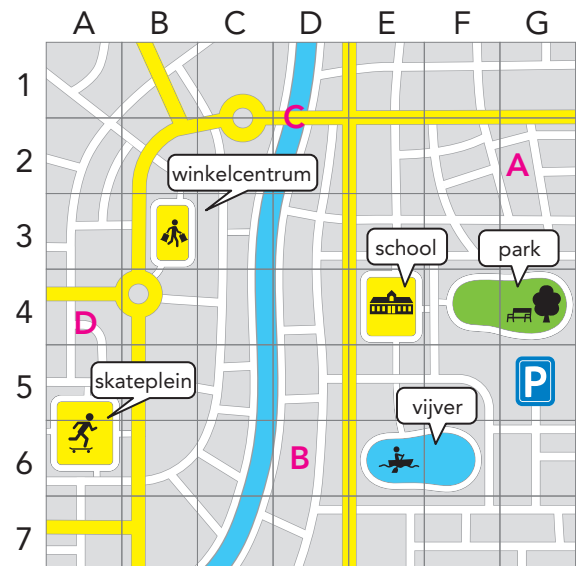 A B C D E F G
1
C
2
A
winkelcentrum
3
school
park
4
D
5
P
skateplein
vijver
6
B
7